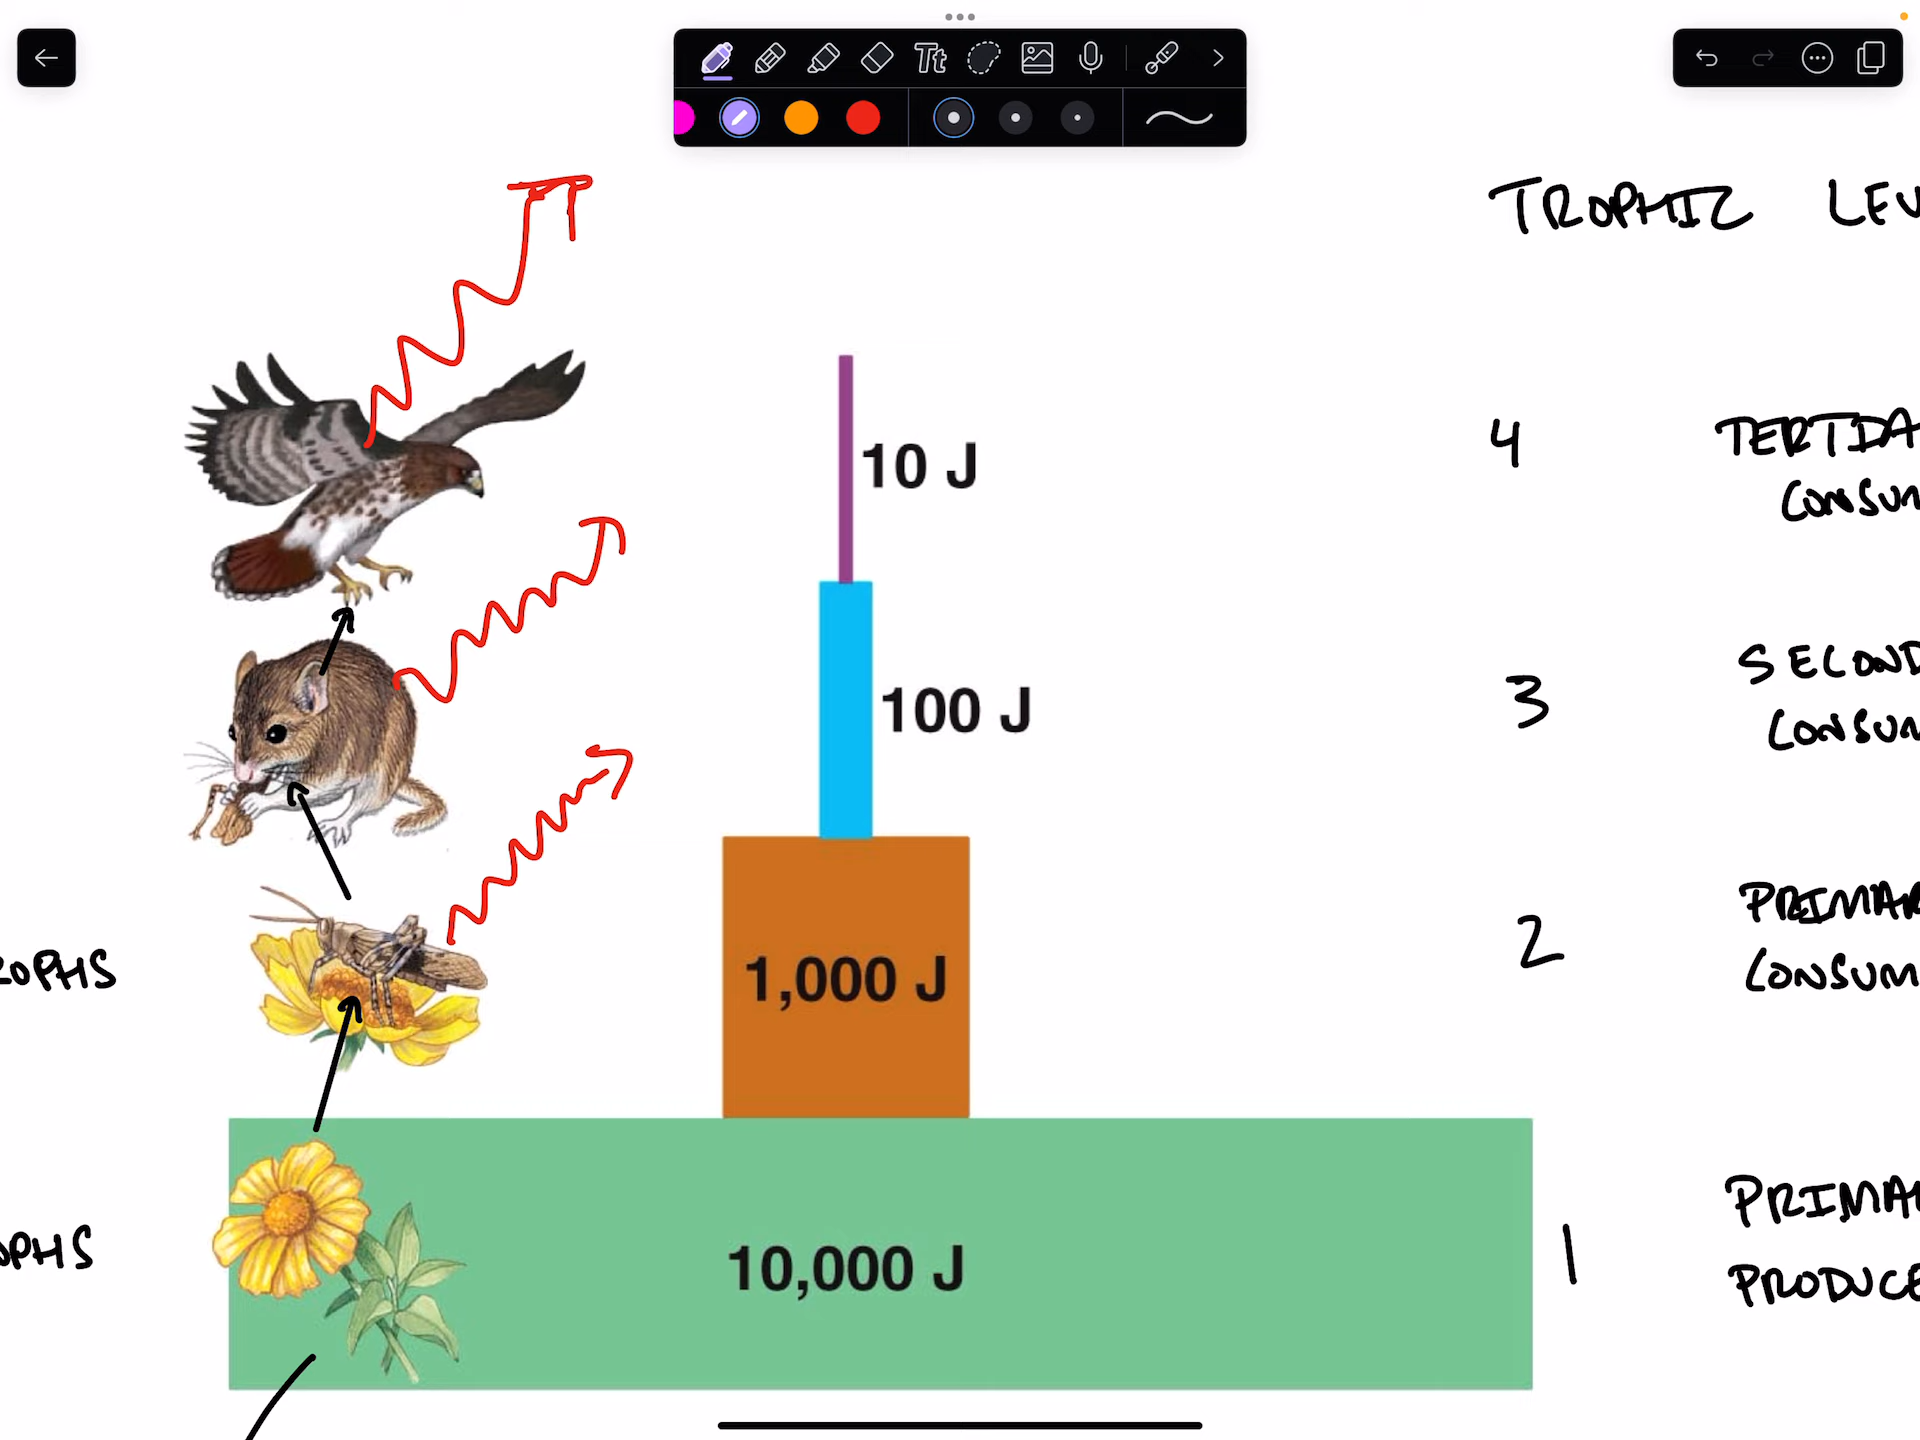 Tt
TROPHIC LEV
10 J
4 TERTIA
CONSUM
100 J
3 SECOND
CONSUM
1,000 J
2 PRIMAR
CONSUM
ROPHS
10,000 J
1 PRIMA
PRODUCE
OPHS